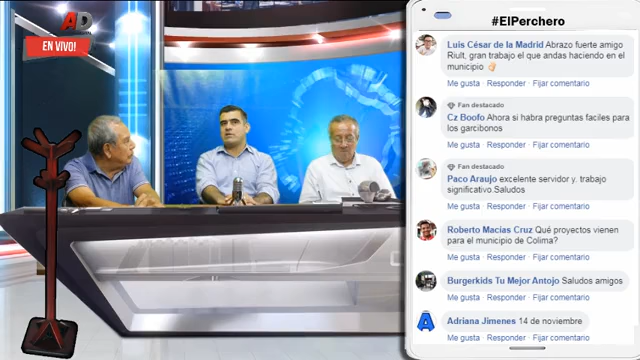 AD
EN VIVO!
#ElPerchero
Luis César de la Madrid Abrazo fuerte amigo
Riult, gran trabajo el que andas haciendo en el
municipio. 👌🏻
Me gusta · Responder · Fijar comentario
Fan destacado
Cz Boofo Ahora si habra preguntas faciles para
los garcibonos
Me gusta · Responder · Fijar comentario
Fan destacado
Paco Araujo excelente servidor y. trabajo
significativo.Saludos
Me gusta · Responder · Fijar comentario
Roberto Macias Cruz Qué proyectos vienen
para el municipio de Colima?
Me gusta · Responder · Fijar comentario
Burgerkids Tu Mejor Antojo Saludos amigos
Me gusta · Responder · Fijar comentario
Adriana Jimenes 14 de noviembre
Me gusta · Responder · Fijar comentario